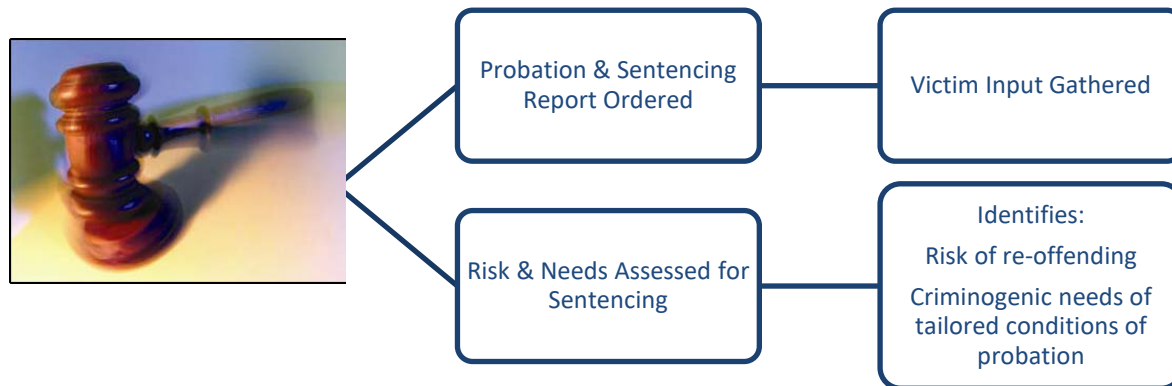 Probation & Sentencing
Report Ordered
Victim Input Gathered
Risk & Needs Assessed for
Sentencing
Identifies:
Risk of re-offending
Criminogenic needs of
tailored conditions of
probation